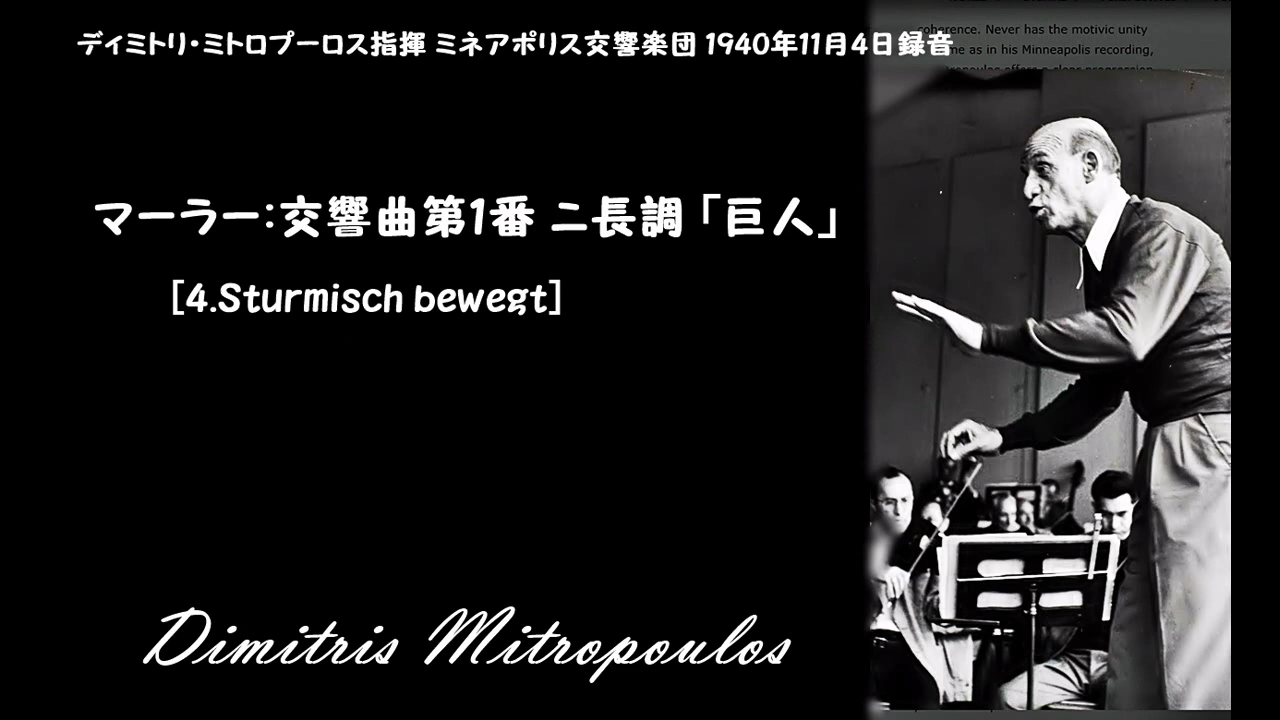 ディミトリ・ミトロプーロス指揮 ミネアポリス交響楽団 1940年11月4日録音
coherence. Never has the motivic unity
me as in his Minneapolis recording,
マーラー:交響曲第1番 ニ長調 「巨人」
[4.Sturmisch bewegt]
Dimitris Mitropoulos